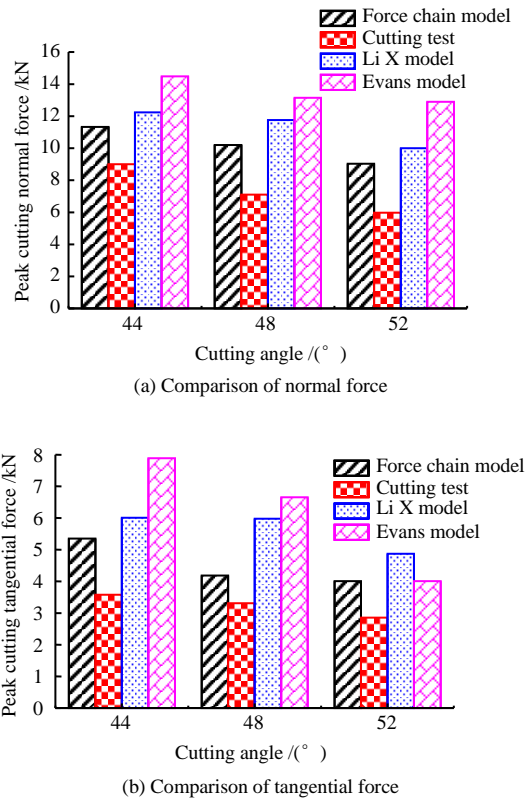 Force chain model
Cutting test
Li X model
Evans model
Peak cutting normal force /kN
16
14
12
10
8
6
4
2
0
44 48 52
Cutting angle /(° )
(a) Comparison of normal force
Force chain model
Cutting test
Li X model
Evans model
Peak cutting tangential force /kN
8
7
6
5
4
3
2
1
0
44 48 52
Cutting angle /(° )
(b) Comparison of tangential force